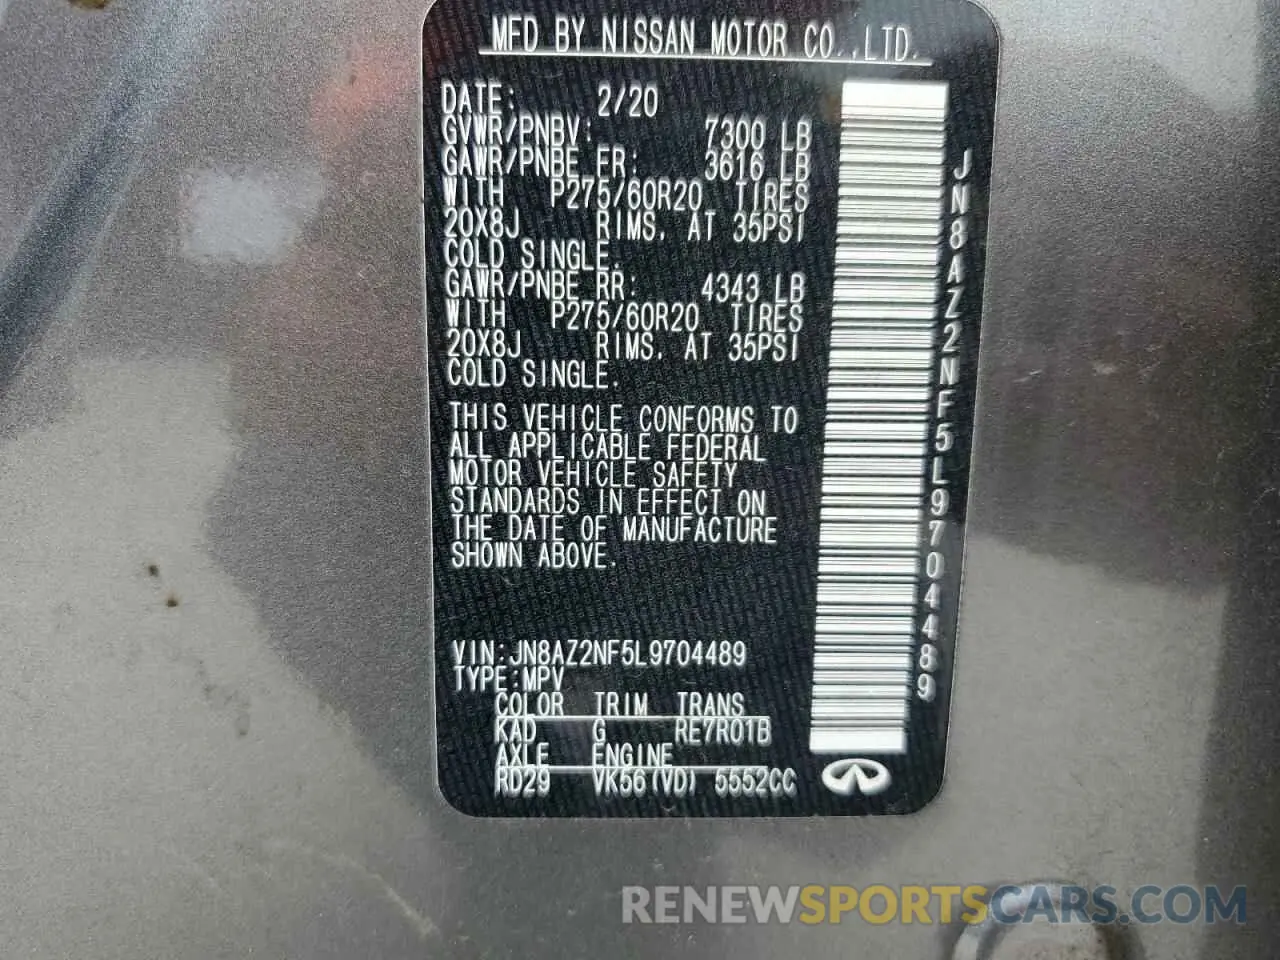 MFD BY NISSAN MOTOR CO.,LTD.
DATE: 2/20
GVWR/PNBV: 7300 LB
GAWR/PNBE FR: 3616 LB
WITH P275/60R20 TIRES
20X8J RIMS. AT 35PSI
COLD SINGLE.
GAWR/PNBE RR: 4343 LB
WITH P275/60R20 TIRES
20X8J RIMS. AT 35PSI
COLD SINGLE.
THIS VEHICLE CONFORMS TO
ALL APPLICABLE FEDERAL
MOTOR VEHICLE SAFETY
STANDARDS IN EFFECT ON
THE DATE OF MANUFACTURE
SHOWN ABOVE.
VIN:JN8AZ2NF5L9704489
TYPE:MPV
COLOR TRIM TRANS
KAD G RE7R01B
AXLE ENGINE
RD29 VK56(VD) 5552CC
JN8AZ2NF5L9704489
RENEWSPORTSCARS.COM